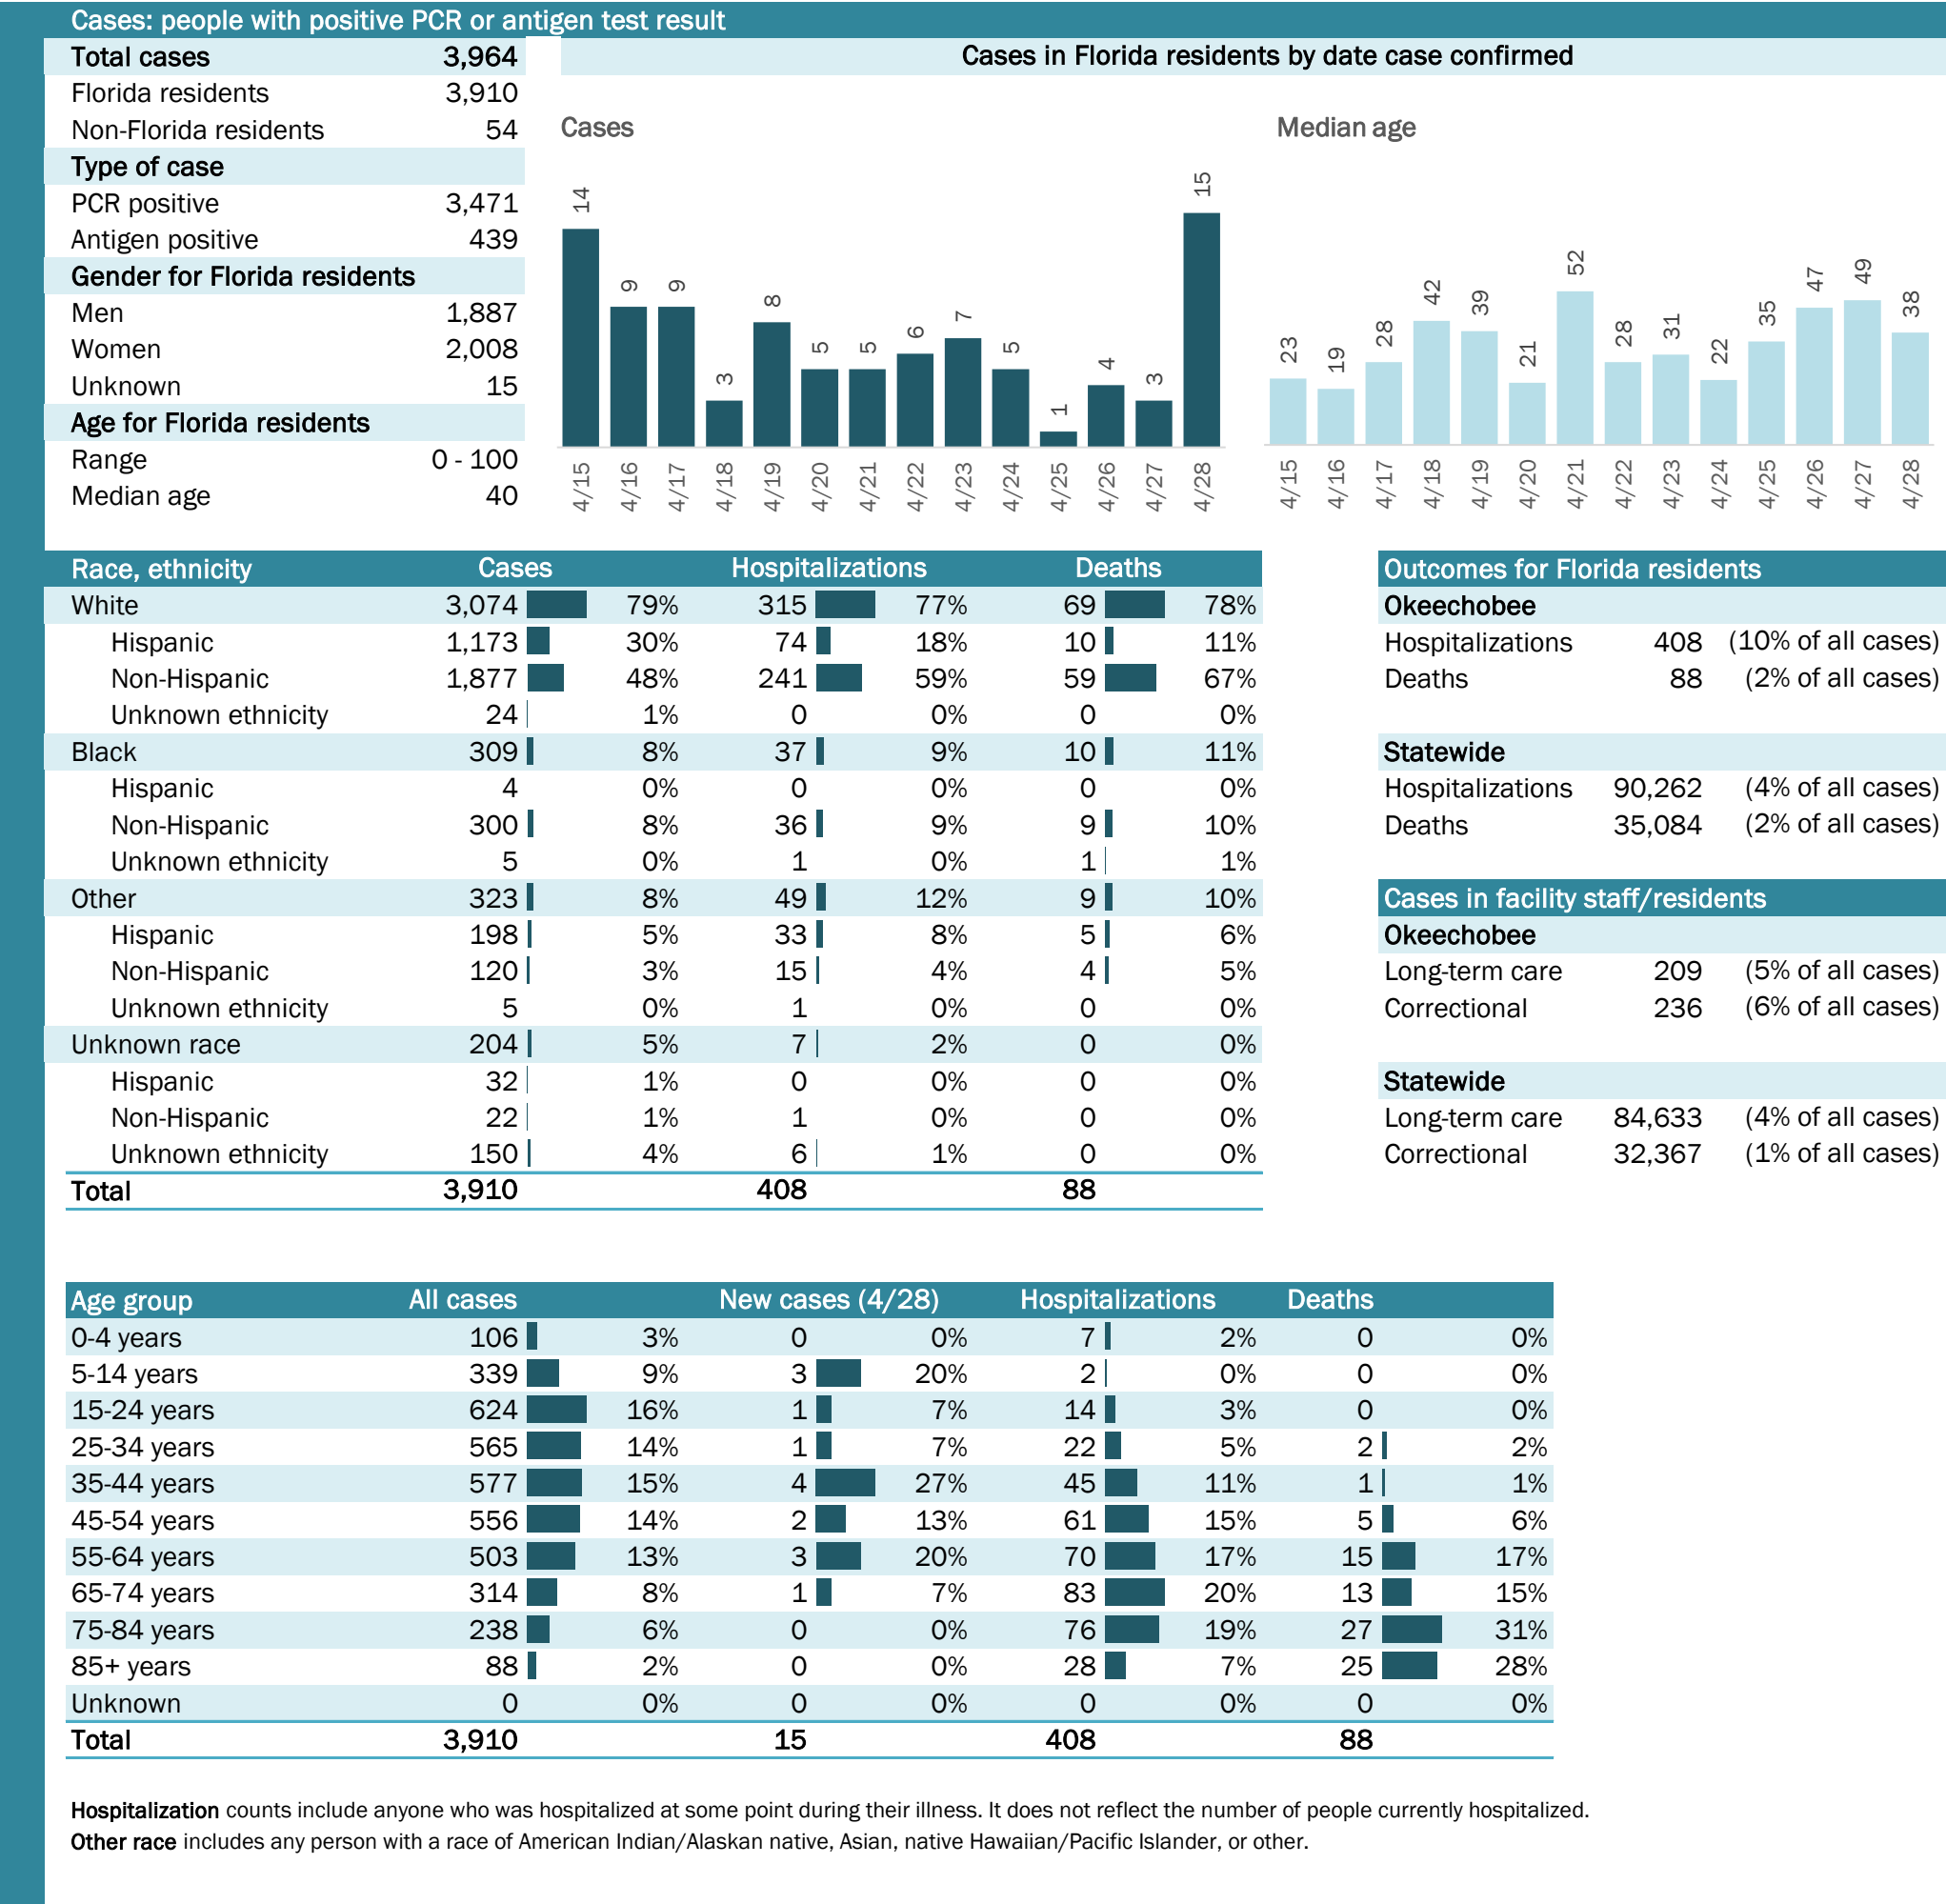 Cases: people with positive PCR or antigen test result
Total cases 3,964
Florida residents 3,910
Non-Florida residents 54
Type of case
PCR positive 3,471
Antigen positive 439
Gender for Florida residents
Men 1,887
Women 2,008
Unknown 15
Age for Florida residents
Range 0 - 100
Median age 40
Cases in Florida residents by date case confirmed
Cases
14 9 9 3 8 5 5 6 7 5 1 4 3 15
4/15 4/16 4/17 4/18 4/19 4/20 4/21 4/22 4/23 4/24 4/25 4/26 4/27 4/28
Median age
23 19 28 42 39 21 52 28 31 22 35 47 49 38
4/15 4/16 4/17 4/18 4/19 4/20 4/21 4/22 4/23 4/24 4/25 4/26 4/27 4/28
Race, ethnicity Cases Hospitalizations Deaths
White 3,074 79% 315 77% 69 78%
Hispanic 1,173 30% 74 18% 10 11%
Non-Hispanic 1,877 48% 241 59% 59 67%
Unknown ethnicity 24 1% 0 0% 0 0%
Black 309 8% 37 9% 10 11%
Hispanic 4 0% 0 0% 0 0%
Non-Hispanic 300 8% 36 9% 9 10%
Unknown ethnicity 5 0% 1 0% 1 1%
Other 323 8% 49 12% 9 10%
Hispanic 198 5% 33 8% 5 6%
Non-Hispanic 120 3% 15 4% 4 5%
Unknown ethnicity 5 0% 1 0% 0 0%
Unknown race 204 5% 7 2% 0 0%
Hispanic 32 1% 0 0% 0 0%
Non-Hispanic 22 1% 1 0% 0 0%
Unknown ethnicity 150 4% 6 1% 0 0%
Total 3,910 408 88
Outcomes for Florida residents
Okeechobee
Hospitalizations 408 (10% of all cases)
Deaths 88 (2% of all cases)
Statewide
Hospitalizations 90,262 (4% of all cases)
Deaths 35,084 (2% of all cases)
Cases in facility staff/residents
Okeechobee
Long-term care 209 (5% of all cases)
Correctional 236 (6% of all cases)
Statewide
Long-term care 84,633 (4% of all cases)
Correctional 32,367 (1% of all cases)
Age group All cases New cases (4/28) Hospitalizations Deaths
0-4 years 106 3% 0 0% 7 2% 0 0%
5-14 years 339 9% 3 20% 2 0% 0 0%
15-24 years 624 16% 1 7% 14 3% 0 0%
25-34 years 565 14% 1 7% 22 5% 2 2%
35-44 years 577 15% 4 27% 45 11% 1 1%
45-54 years 556 14% 2 13% 61 15% 5 6%
55-64 years 503 13% 3 20% 70 17% 15 17%
65-74 years 314 8% 1 7% 83 20% 13 15%
75-84 years 238 6% 0 0% 76 19% 27 31%
85+ years 88 2% 0 0% 28 7% 25 28%
Unknown 0 0% 0 0% 0 0% 0 0%
Total 3,910 15 408 88
Hospitalization counts include anyone who was hospitalized at some point during their illness. It does not reflect the number of people currently hospitalized.
Other race includes any person with a race of American Indian/Alaskan native, Asian, native Hawaiian/Pacific Islander, or other.